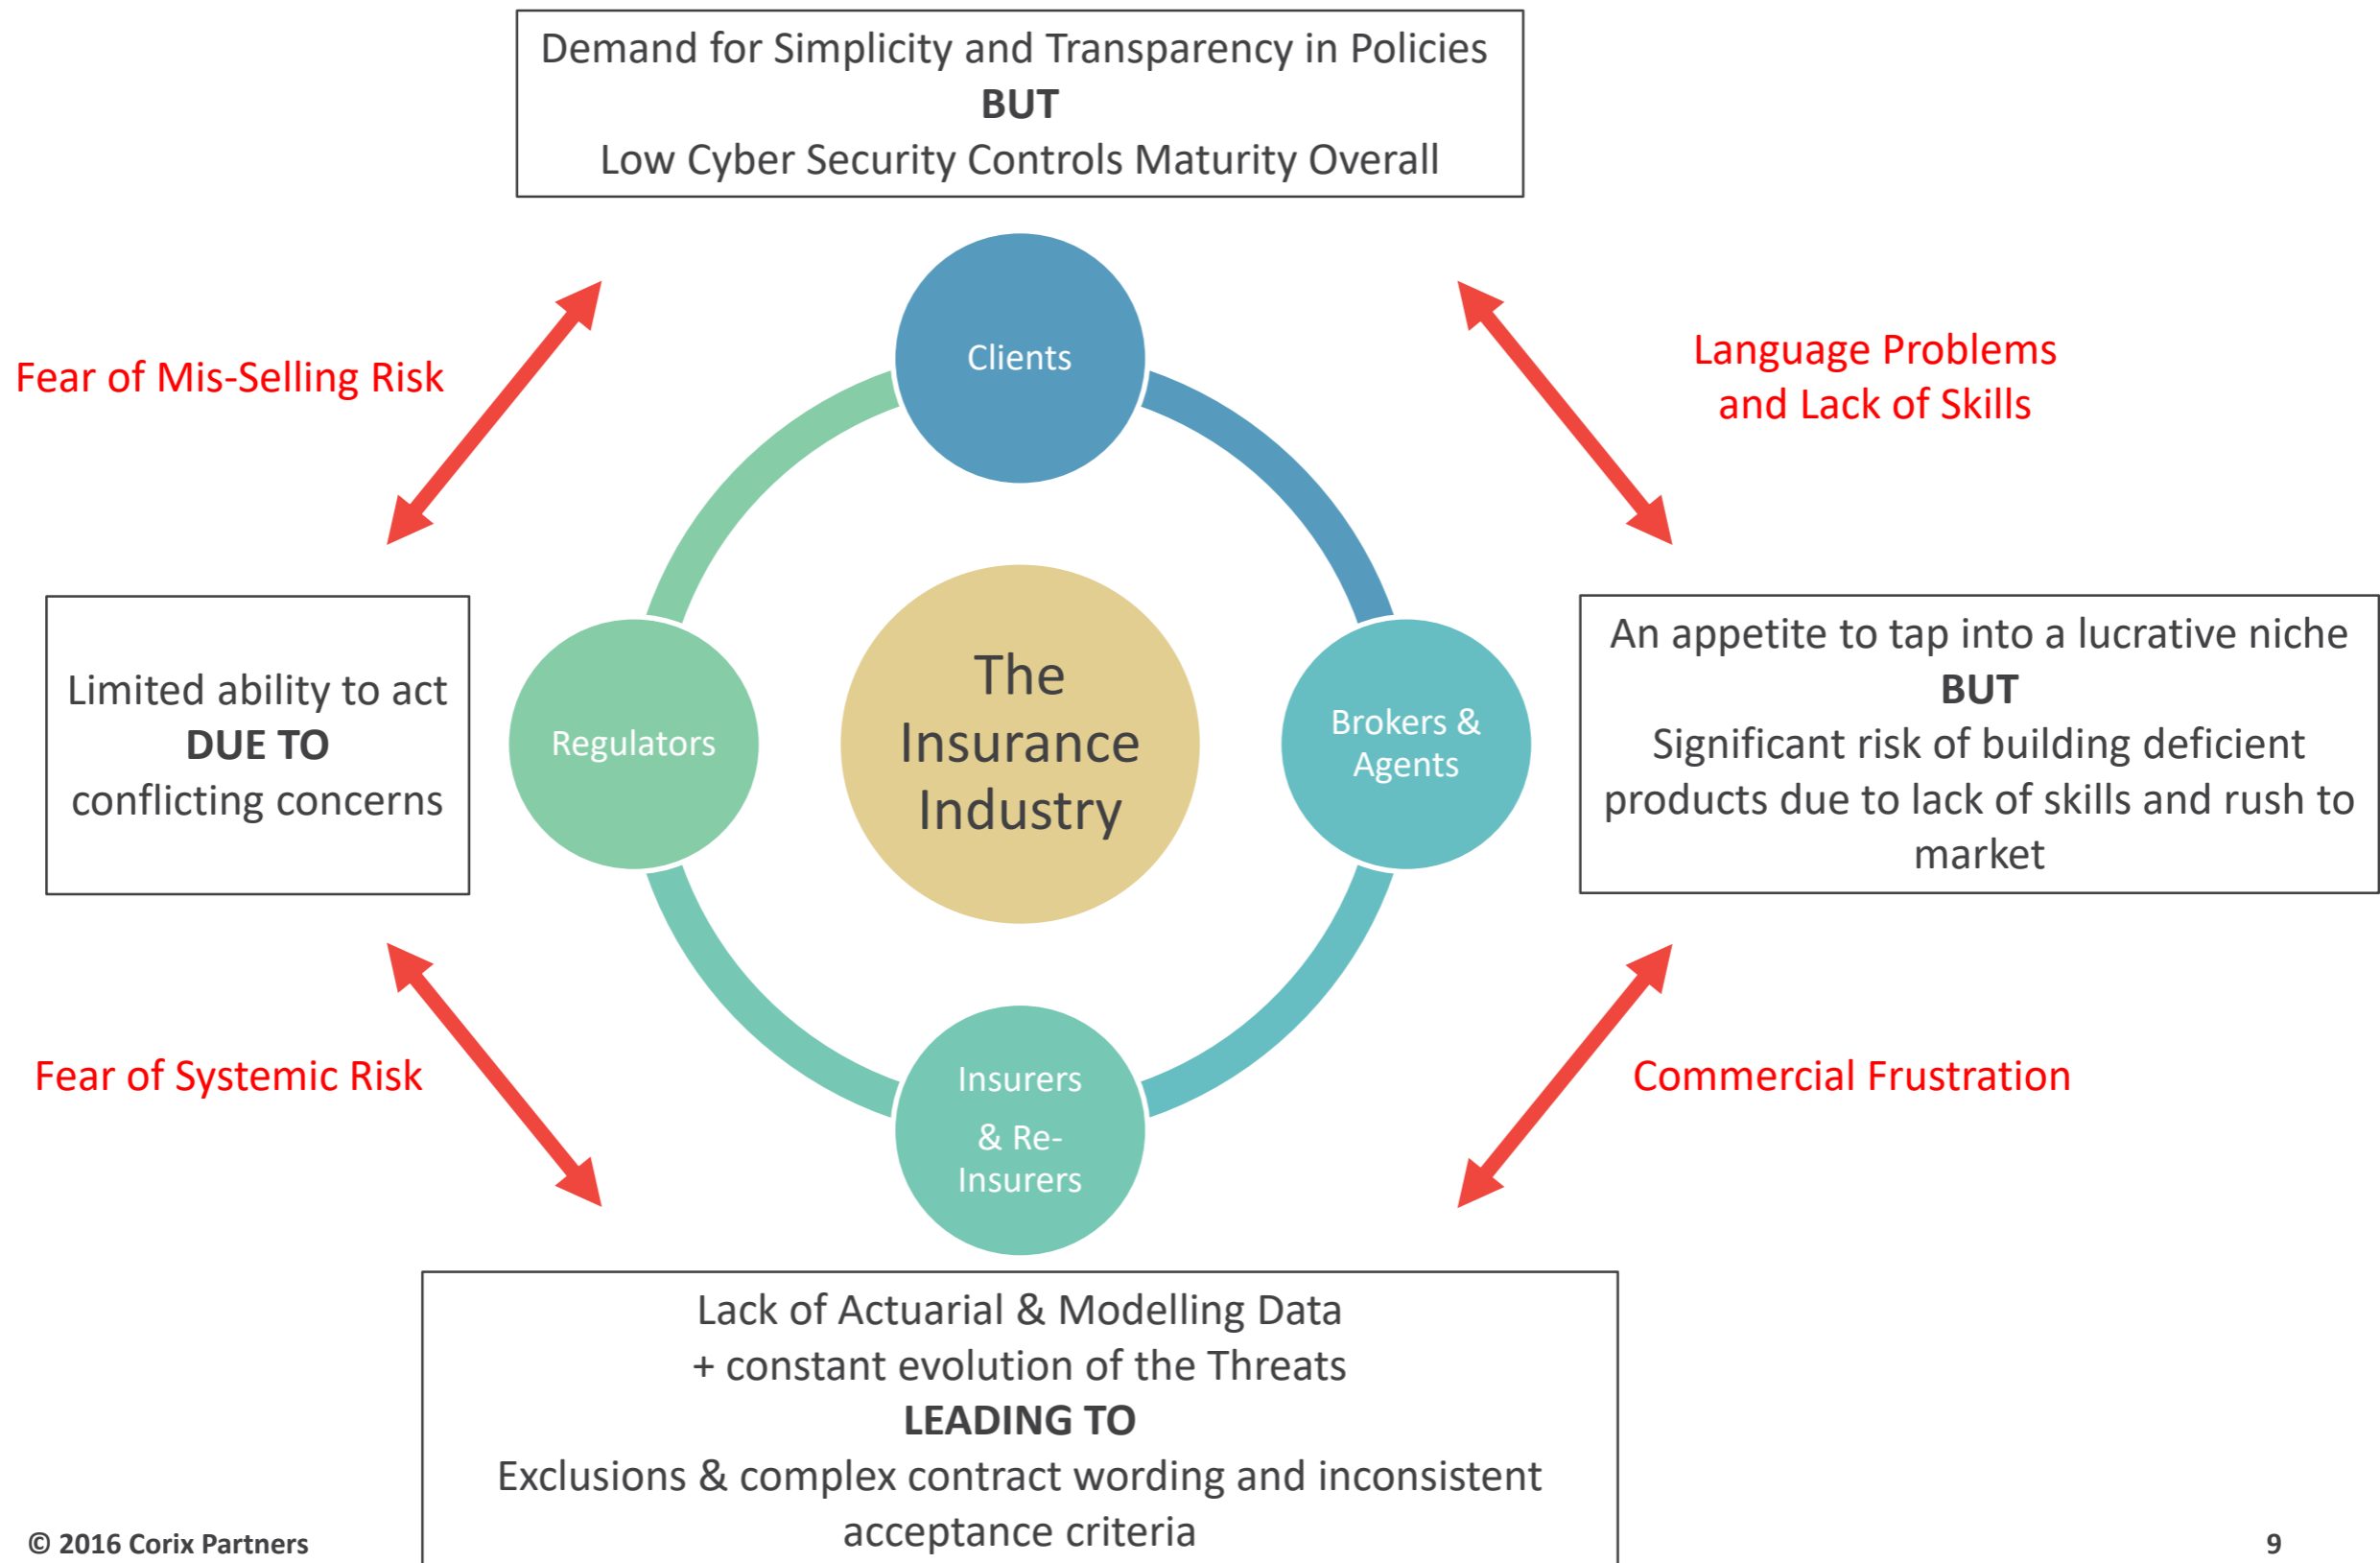 Demand for Simplicity and Transparency in Policies
BUT
Low Cyber Security Controls Maturity Overall
Clients
Fear of Mis-Selling Risk
Language Problems
and Lack of Skills
Limited ability to act
DUE TO
conflicting concerns
Regulators
The
Insurance
Industry
Brokers &
Agents
An appetite to tap into a lucrative niche
BUT
Significant risk of building deficient
products due to lack of skills and rush to
market
Fear of Systemic Risk
Insurers
& Re-
Insurers
Commercial Frustration
Lack of Actuarial & Modelling Data
+ constant evolution of the Threats
LEADING TO
Exclusions & complex contract wording and inconsistent
acceptance criteria
© 2016 Corix Partners
9